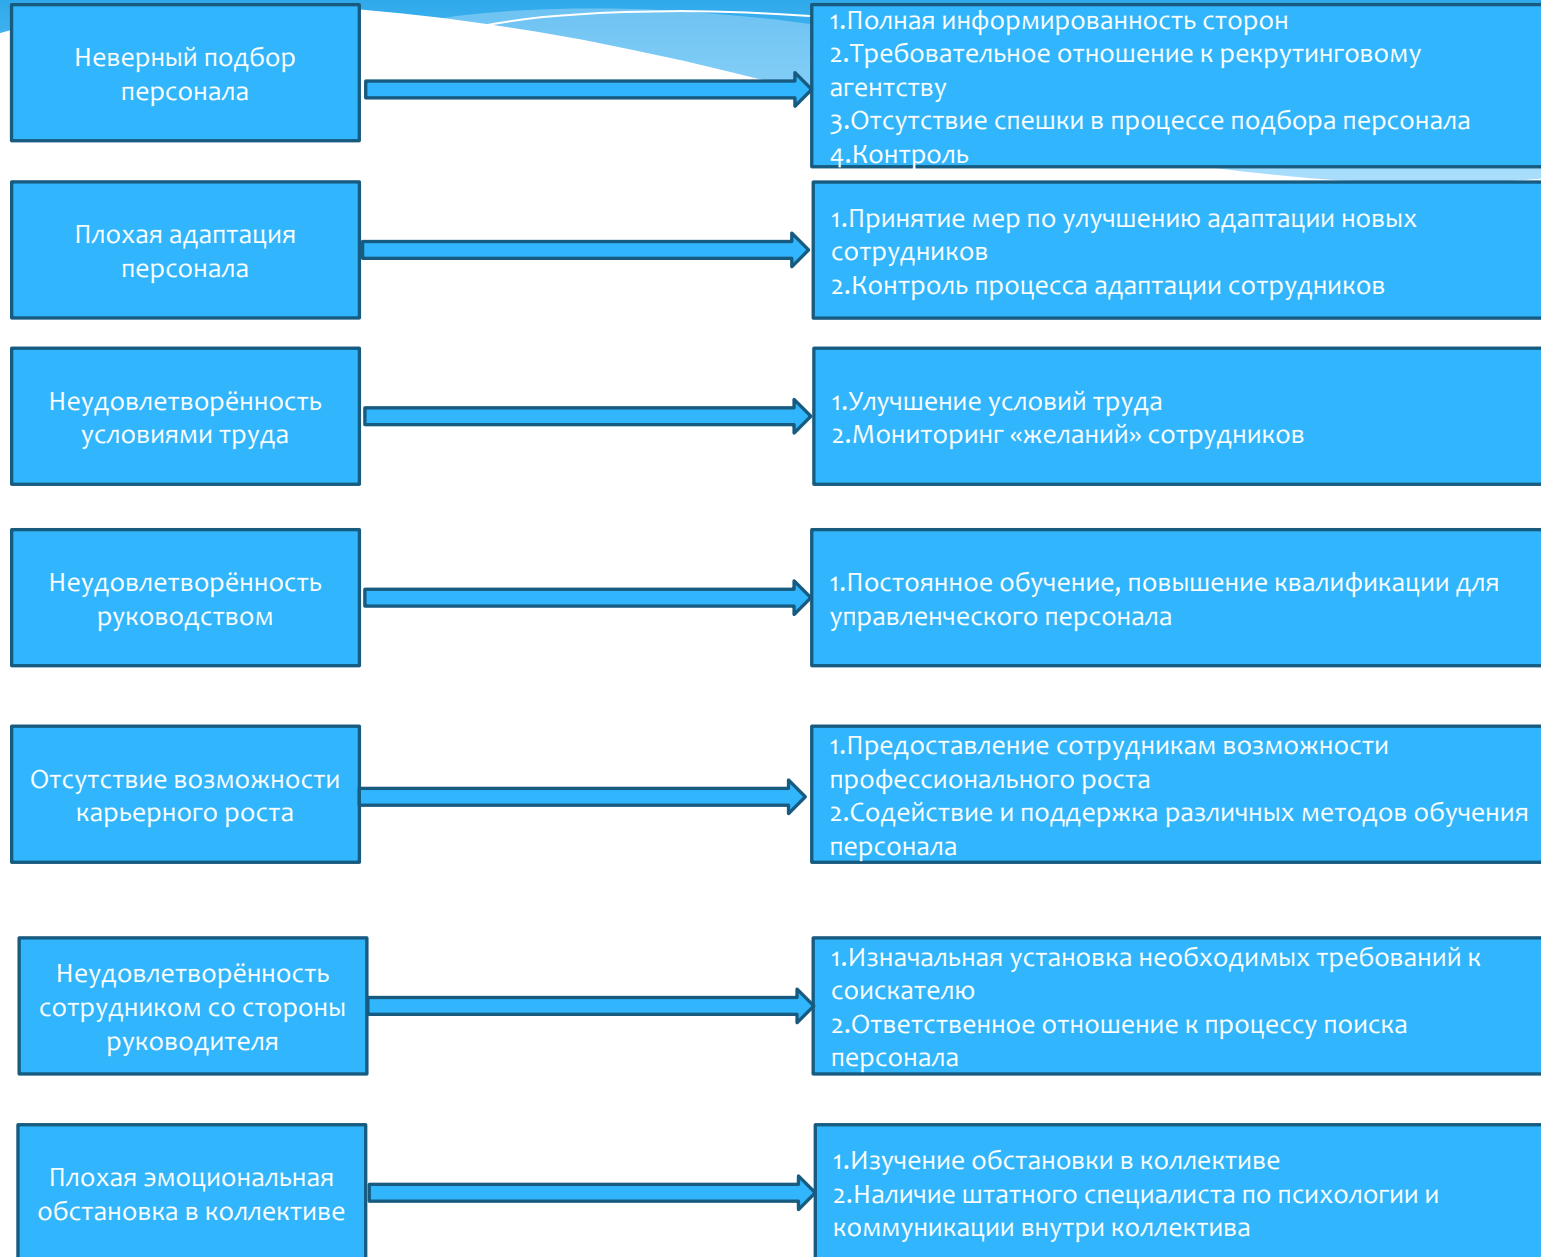 Неверный подбор
персонала
1.Полная информированность сторон
2.Требовательное отношение к рекрутинговому
агентству
3.Отсутствие спешки в процессе подбора персонала
4.Контроль
Плохая адаптация
персонала
1.Принятие мер по улучшению адаптации новых
сотрудников
2.Контроль процесса адаптации сотрудников
Неудовлетворённость
условиями труда
1.Улучшение условий труда
2.Мониторинг «желаний» сотрудников
Неудовлетворённость
руководством
1.Постоянное обучение, повышение квалификации для
управленческого персонала
Отсутствие возможности
карьерного роста
1.Предоставление сотрудникам возможности
профессионального роста
2.Содействие и поддержка различных методов обучения
персонала
Неудовлетворённость
сотрудником со стороны
руководителя
1.Изначальная установка необходимых требований к
соискателю
2.Ответственное отношение к процессу поиска
персонала
Плохая эмоциональная
обстановка в коллективе
1.Изучение обстановки в коллективе
2.Наличие штатного специалиста по психологии и
коммуникации внутри коллектива